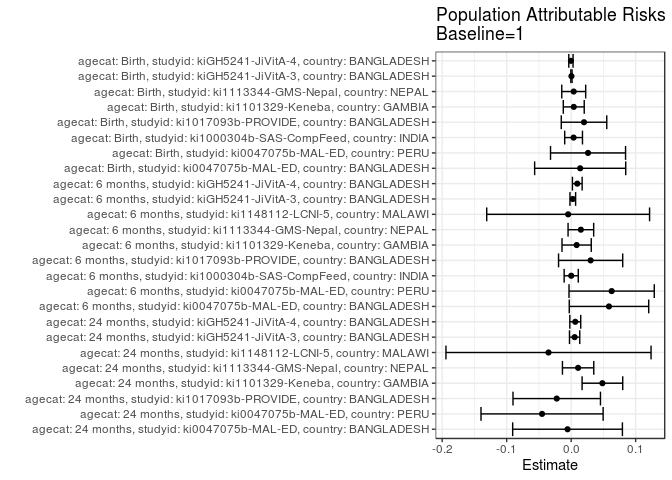 Population Attributable Risks
Baseline=1
agecat: Birth, studyid: kiGH5241-JiVitA-4, country: BANGLADESH
agecat: Birth, studyid: kiGH5241-JiVitA-3, country: BANGLADESH
agecat: Birth, studyid: ki1113344-GMS-Nepal, country: NEPAL
agecat: Birth, studyid: ki1101329-Keneba, country: GAMBIA
agecat: Birth, studyid: ki1017093b-PROVIDE, country: BANGLADESH
agecat: Birth, studyid: ki1000304b-SAS-CompFeed, country: INDIA
agecat: Birth, studyid: ki0047075b-MAL-ED, country: PERU
agecat: Birth, studyid: ki0047075b-MAL-ED, country: BANGLADESH
agecat: 6 months, studyid: kiGH5241-JiVitA-4, country: BANGLADESH
agecat: 6 months, studyid: kiGH5241-JiVitA-3, country: BANGLADESH
agecat: 6 months, studyid: ki1148112-LCNI-5, country: MALAWI
agecat: 6 months, studyid: ki1113344-GMS-Nepal, country: NEPAL
agecat: 6 months, studyid: ki1101329-Keneba, country: GAMBIA
agecat: 6 months, studyid: ki1017093b-PROVIDE, country: BANGLADESH
agecat: 6 months, studyid: ki1000304b-SAS-CompFeed, country: INDIA
agecat: 6 months, studyid: ki0047075b-MAL-ED, country: PERU
agecat: 6 months, studyid: ki0047075b-MAL-ED, country: BANGLADESH
agecat: 24 months, studyid: kiGH5241-JiVitA-4, country: BANGLADESH
agecat: 24 months, studyid: kiGH5241-JiVitA-3, country: BANGLADESH
agecat: 24 months, studyid: ki1148112-LCNI-5, country: MALAWI
agecat: 24 months, studyid: ki1113344-GMS-Nepal, country: NEPAL
agecat: 24 months, studyid: ki1101329-Keneba, country: GAMBIA
agecat: 24 months, studyid: ki1017093b-PROVIDE, country: BANGLADESH
agecat: 24 months, studyid: ki0047075b-MAL-ED, country: PERU
agecat: 24 months, studyid: ki0047075b-MAL-ED, country: BANGLADESH
-0.2 -0.1 0.0 0.1
Estimate